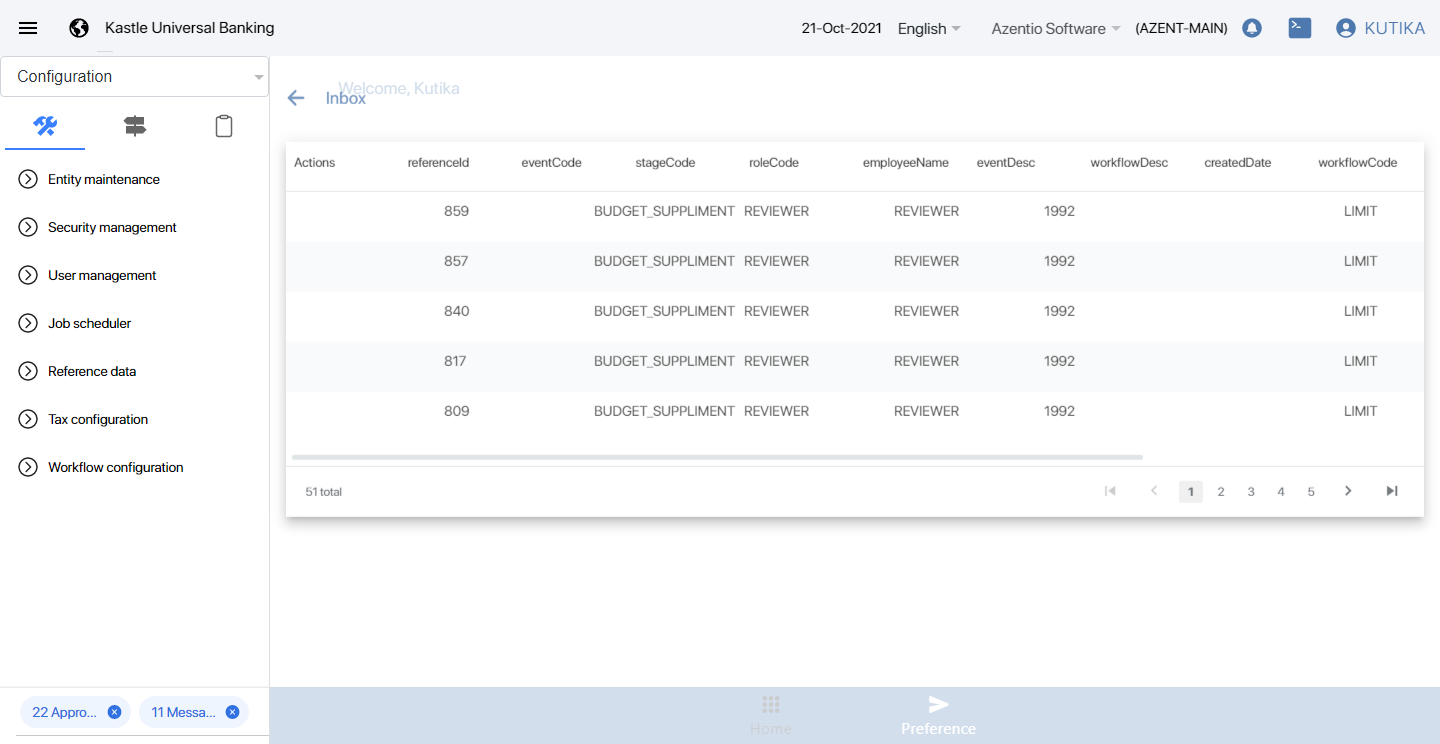 Kastle Universal Banking 21-Oct-2021 English Azentio Software (AZENT-MAIN) KUTIKA
Configuration
Welcome, Kutika
Inbox
Entity maintenance
Security management
User management
Job scheduler
Reference data
Tax configuration
Workflow configuration
Actions referenceId eventCode stageCode roleCode employeeName eventDesc workflowDesc createdDate workflowCode
859 BUDGET_SUPPLIMENT REVIEWER REVIEWER 1992 LIMIT
857 BUDGET_SUPPLIMENT REVIEWER REVIEWER 1992 LIMIT
840 BUDGET_SUPPLIMENT REVIEWER REVIEWER 1992 LIMIT
817 BUDGET_SUPPLIMENT REVIEWER REVIEWER 1992 LIMIT
809 BUDGET_SUPPLIMENT REVIEWER REVIEWER 1992 LIMIT
51 total 1 2 3 4 5
22 Appro... 11 Messa...
Home Preference